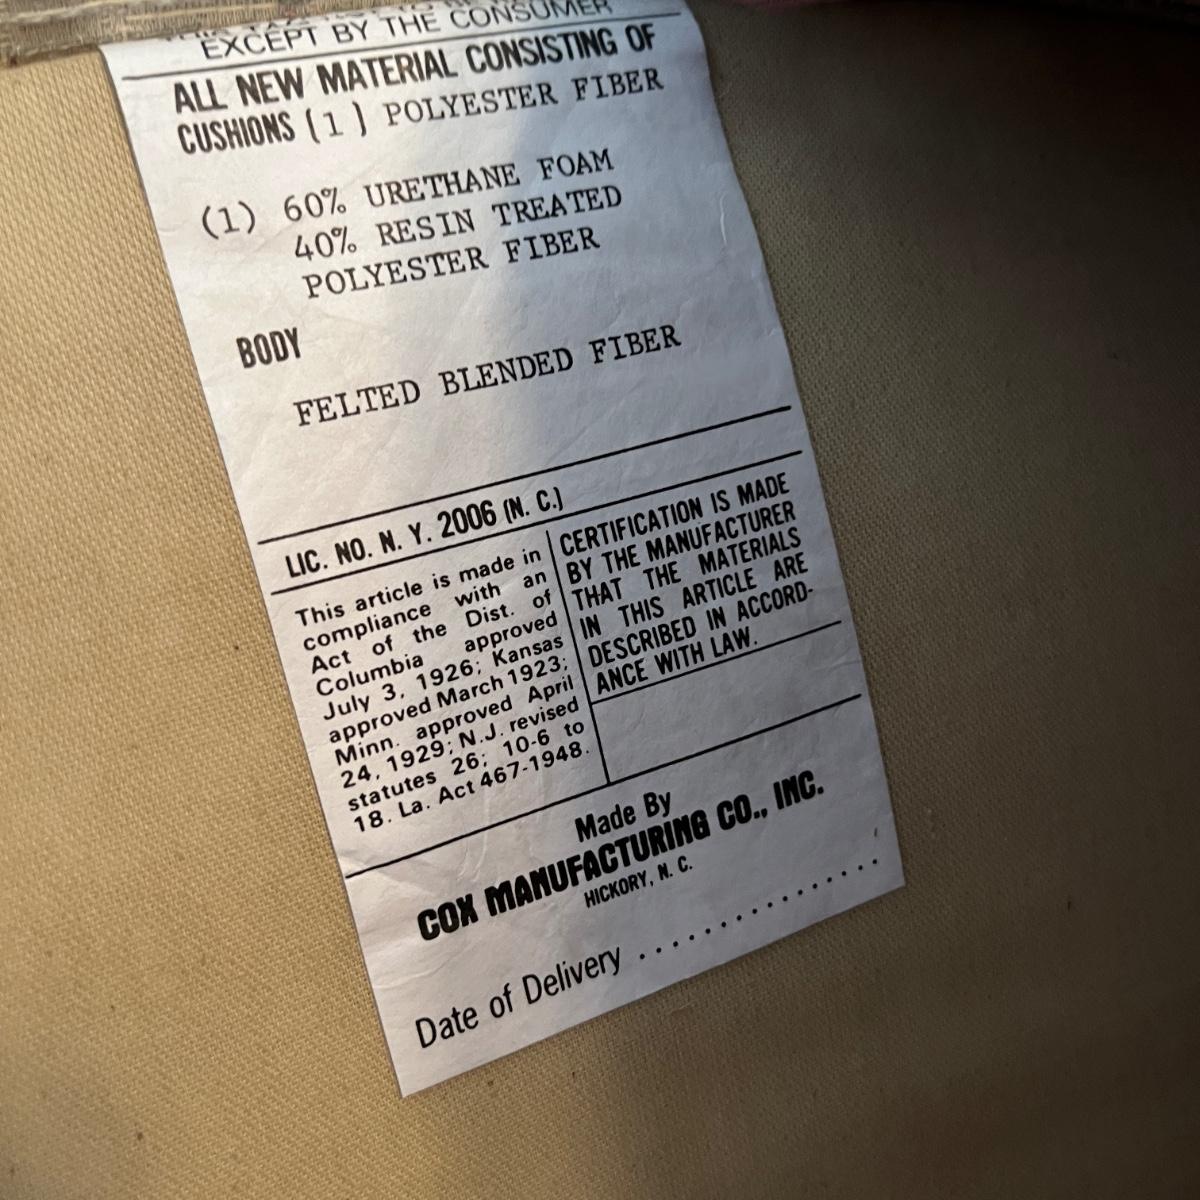 EXCEPT BY THE CONSUMER
ALL NEW MATERIAL CONSISTING OF
CUSHIONS (1) POLYESTER FIBER
(1) 60% URETHANE FOAM
40% RESIN TREATED
POLYESTER FIBER
BODY
FELTED BLENDED FIBER
LIC. NO. N. Y. 2006 (N. C.)
This article is made in
compliance with an
Act of the Dist. of
Columbia approved
July 3, 1926; Kansas
approved March 1923;
Minn. approved April
24, 1929; N.J. revised
statutes 26; 10-6 to
18. La. Act 467-1948.
CERTIFICATION IS MADE
BY THE MANUFACTURER
THAT THE MATERIALS
IN THIS ARTICLE ARE
DESCRIBED IN ACCORD-
ANCE WITH LAW.
Made By
COX MANUFACTURING CO., INC.
HICKORY, N. C.
Date of Delivery ................